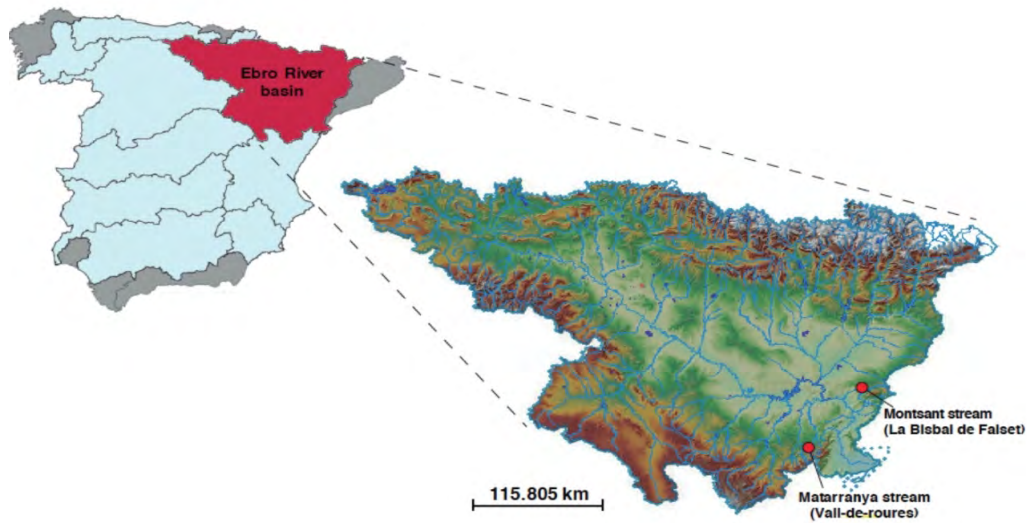 Ebro River
basin
Montsant stream
(La Bisbal de Falset)
115.805 km
Matarranya stream
(Vall-de-roures)